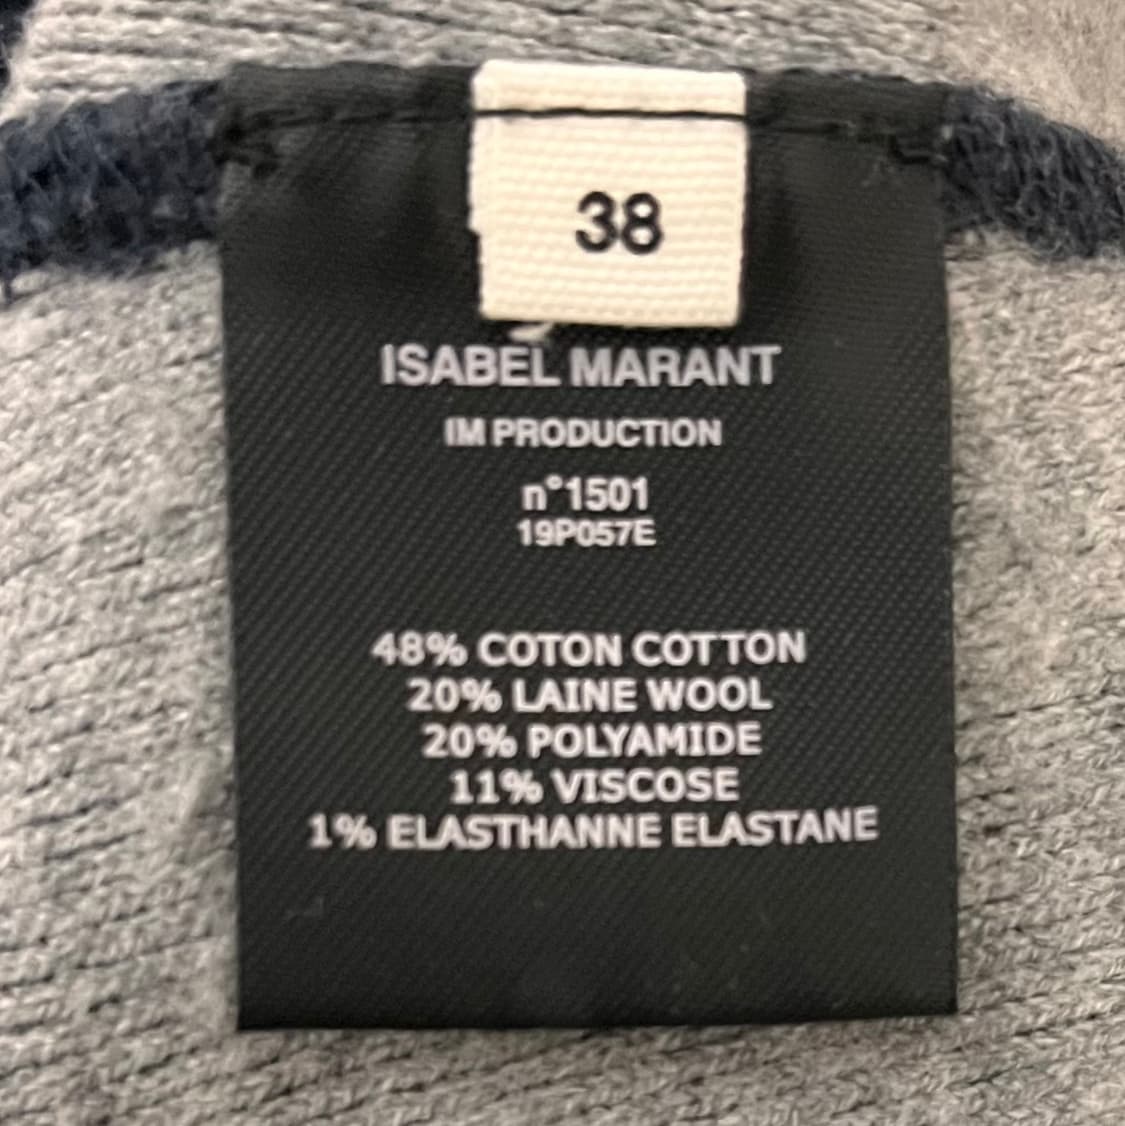 38
ISABEL MARANT
IM PRODUCTION
n°1501
19P057E
48% COTON COTTON
20% LAINE WOOL
20% POLYAMIDE
11% VISCOSE
1% ELASTHANNE ELASTANE